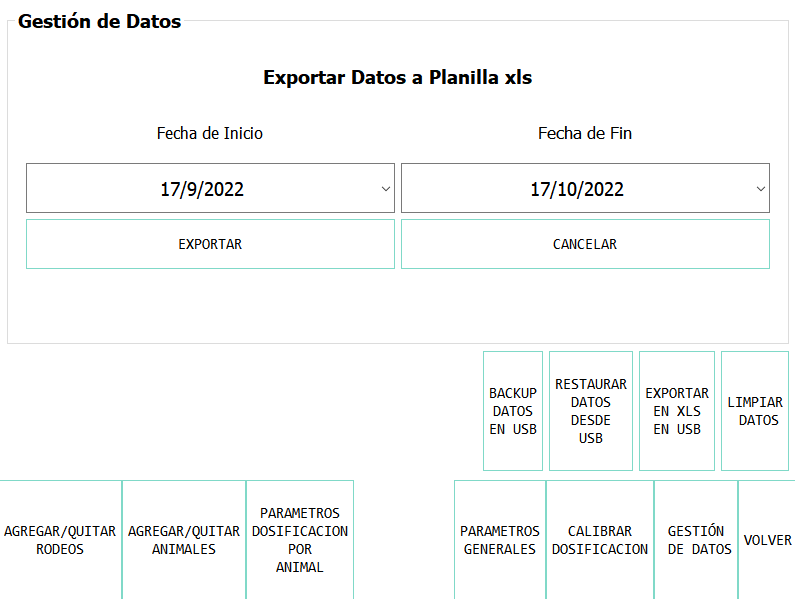 Gestión de Datos
Exportar Datos a Planilla xls
Fecha de Inicio
Fecha de Fin
17/9/2022
17/10/2022
EXPORTAR
CANCELAR
BACKUP
DATOS
EN USB
RESTAURAR
DATOS
DESDE
USB
EXPORTAR
EN XLS
EN USB
LIMPIAR
DATOS
AGREGAR/QUITAR
RODEOS
AGREGAR/QUITAR
ANIMALES
PARAMETROS
DOSIFICACION
POR
ANIMAL
PARAMETROS
GENERALES
CALIBRAR
DOSIFICACION
GESTIÓN
DE DATOS
VOLVER